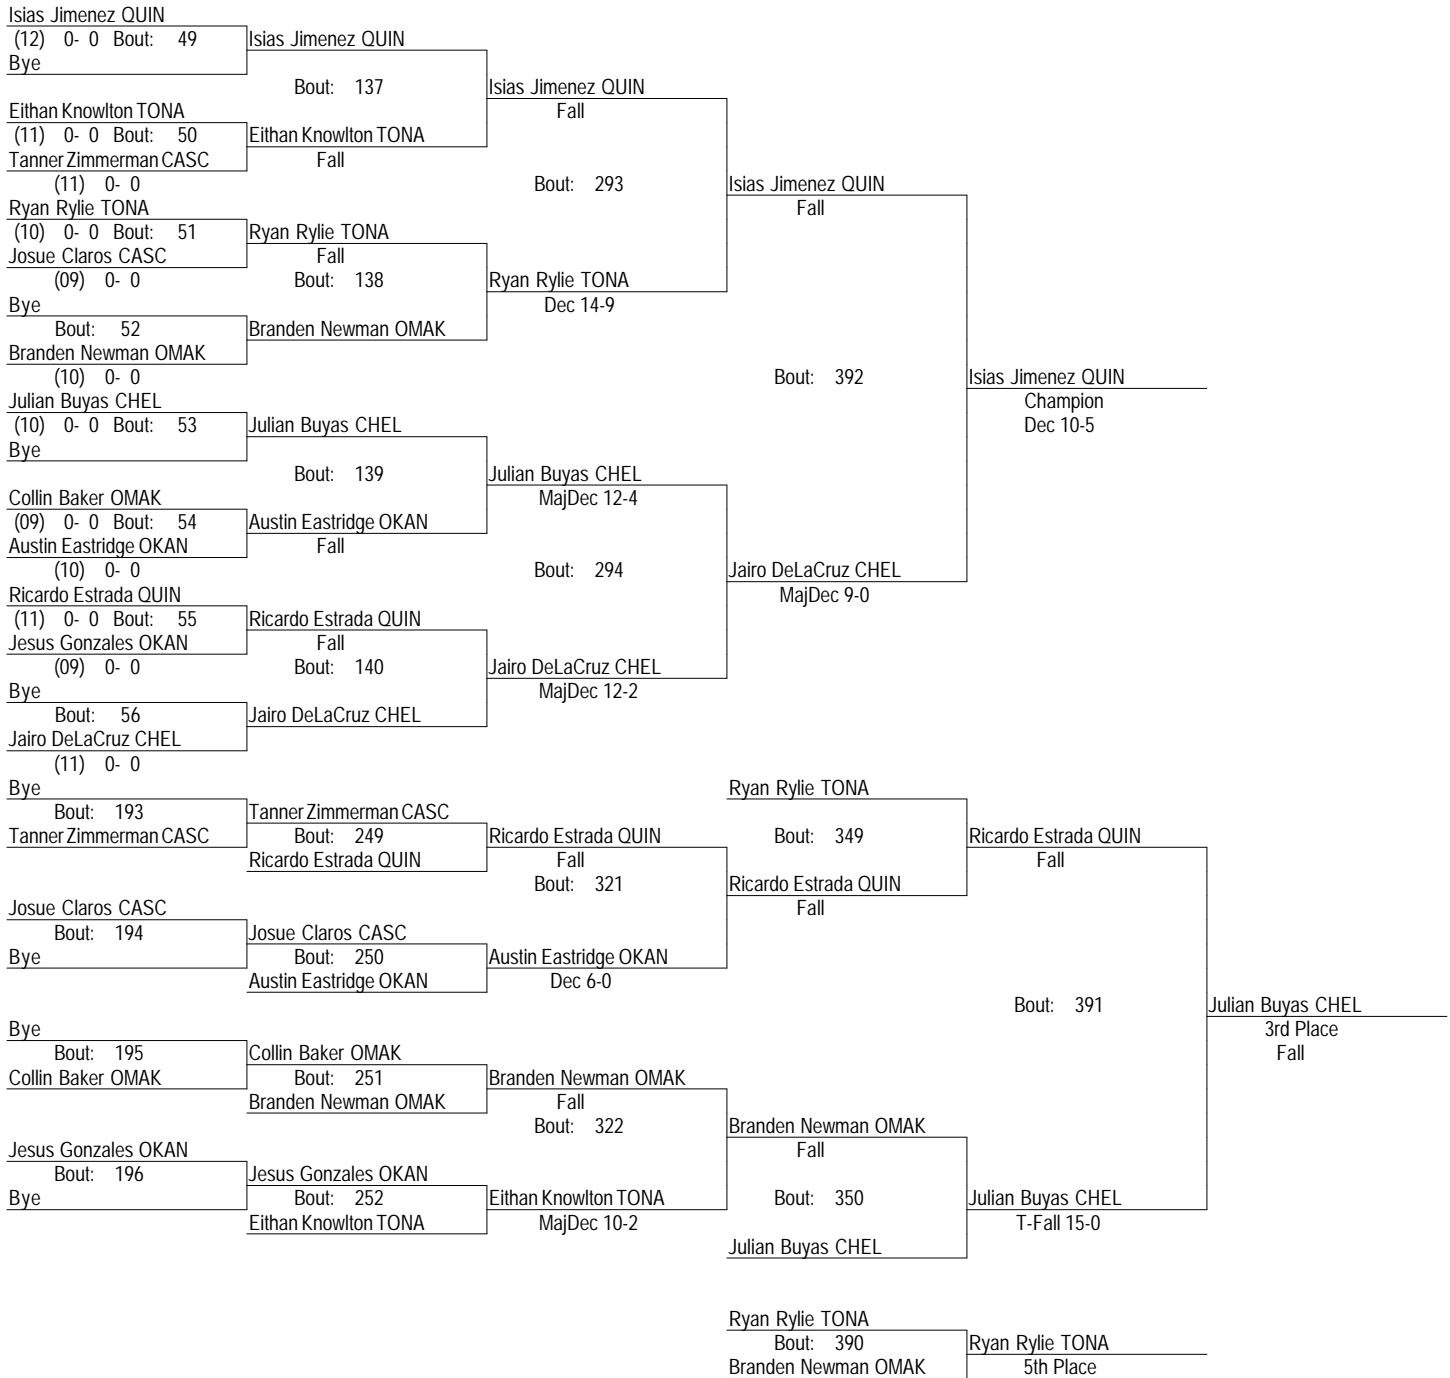 Isias Jimenez QUIN
(12) 0- 0 Bout: 49
Isias Jimenez QUIN
Bye
Bout: 137
Isias Jimenez QUIN
Fall
Eithan Knowlton TONA
(11) 0- 0 Bout: 50
Eithan Knowlton TONA
Fall
Tanner Zimmerman CASC
(11) 0- 0
Bout: 293
Isias Jimenez QUIN
Fall
Ryan Rylie TONA
(10) 0- 0 Bout: 51
Ryan Rylie TONA
Fall
Josue Claros CASC
(09) 0- 0
Bout: 138
Ryan Rylie TONA
Dec 14-9
Bye
Bout: 52
Branden Newman OMAK
Branden Newman OMAK
(10) 0- 0
Bout: 392
Isias Jimenez QUIN
Champion
Dec 10-5
Julian Buyas CHEL
(10) 0- 0 Bout: 53
Julian Buyas CHEL
Bye
Bout: 139
Julian Buyas CHEL
MajDec 12-4
Collin Baker OMAK
(09) 0- 0 Bout: 54
Austin Eastridge OKAN
Fall
Austin Eastridge OKAN
(10) 0- 0
Bout: 294
Jairo DeLaCruz CHEL
MajDec 9-0
Ricardo Estrada QUIN
(11) 0- 0 Bout: 55
Ricardo Estrada QUIN
Fall
Jesus Gonzales OKAN
(09) 0- 0
Bout: 140
Jairo DeLaCruz CHEL
MajDec 12-2
Bye
Bout: 56
Jairo DeLaCruz CHEL
Jairo DeLaCruz CHEL
(11) 0- 0
Bye
Bout: 193
Tanner Zimmerman CASC
Tanner Zimmerman CASC
Bout: 249
Ricardo Estrada QUIN
Ricardo Estrada QUIN
Fall
Bout: 321
Ryan Rylie TONA
Bout: 349
Ricardo Estrada QUIN
Fall
Ricardo Estrada QUIN
Fall
Josue Claros CASC
Bout: 194
Josue Claros CASC
Bye
Bout: 250
Austin Eastridge OKAN
Austin Eastridge OKAN
Dec 6-0
Bout: 391
Julian Buyas CHEL
3rd Place
Fall
Bye
Bout: 195
Collin Baker OMAK
Collin Baker OMAK
Bout: 251
Branden Newman OMAK
Branden Newman OMAK
Fall
Bout: 322
Branden Newman OMAK
Fall
Jesus Gonzales OKAN
Bout: 196
Jesus Gonzales OKAN
Bye
Bout: 252
Eithan Knowlton TONA
Eithan Knowlton TONA
MajDec 10-2
Bout: 350
Julian Buyas CHEL
T-Fall 15-0
Julian Buyas CHEL
Ryan Rylie TONA
Bout: 390
Ryan Rylie TONA
Branden Newman OMAK
5th Place